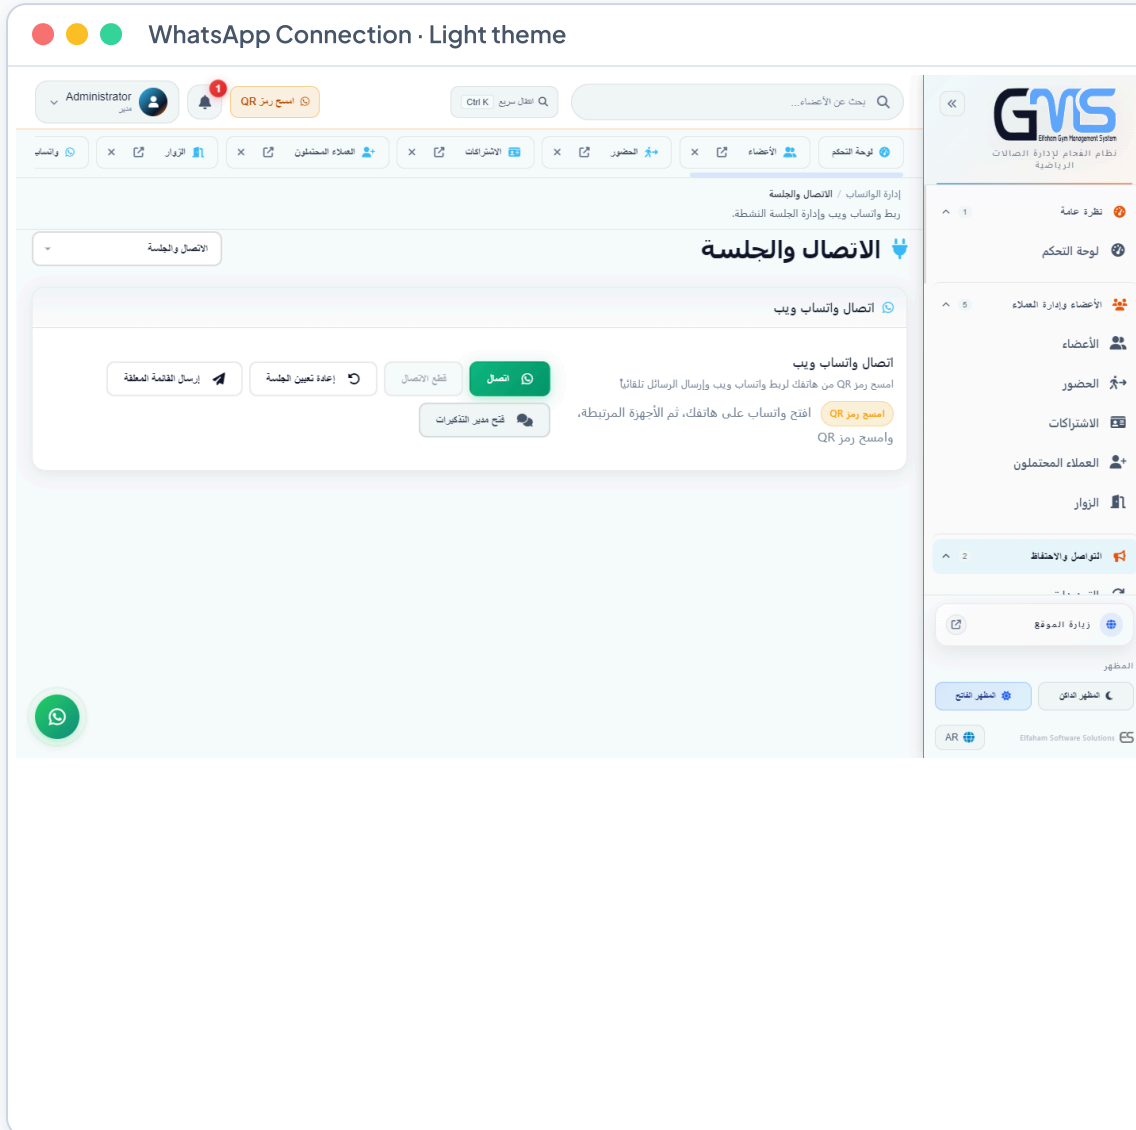 WhatsApp Connection · Light theme
GMS
Elfaham Gym Management System
نظام الفحام لإدارة الصالات
الرياضية
بحث عن الأعضاء...
انتقال سريع Ctrl K
امسح رمز QR
1
Administrator
مدير
لوحة التحكم
الأعضاء
الحضور
الاشتراكات
العملاء المحتملون
الزوار
واتساب
إدارة الواتساب / الاتصال والجلسة
ربط واتساب ويب وإدارة الجلسة النشطة.
الاتصال والجلسة
الاتصال والجلسة
اتصال واتساب ويب
اتصال واتساب ويب
امسح رمز QR من هاتفك لربط واتساب ويب وإرسال الرسائل تلقائياً
امسح رمز QR افتح واتساب على هاتفك، ثم الأجهزة المرتبطة،
وامسح رمز QR
اتصال
قطع الاتصال
إعادة تعيين الجلسة
إرسال القائمة المعلقة
فتح مدير التذكيرات
نظرة عامة 1
لوحة التحكم
الأعضاء وإدارة العملاء 5
الأعضاء
الحضور
الاشتراكات
العملاء المحتملون
الزوار
التواصل والاحتفاظ 2
زيارة الموقع
المظهر
المظهر الداكن
المظهر الفاتح
Elfaham Software Solutions ES
AR